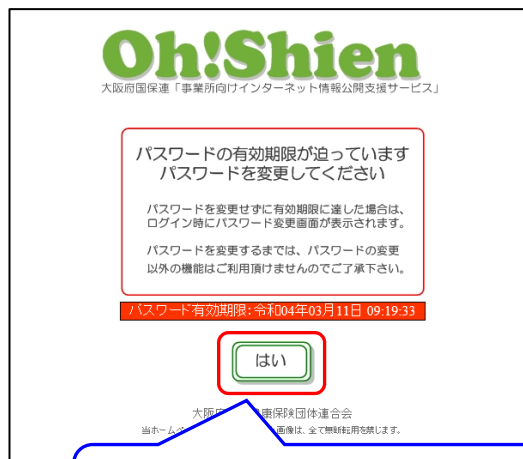 Oh!Shien
大阪府国保連「事業所向けインターネット情報公開支援サービス」
パスワードの有効期限が迫っています
パスワードを変更してください
パスワードを変更せずに有効期限に達した場合は、
ログイン時にパスワード変更画面が表示されます。
パスワードを変更するまでは、パスワードの変更
以外の機能はご利用頂けませんのでご了承下さい。
パスワード有効期限:令和04年03月11日 09:19:33
はい
大阪府 康保険団体連合会
当ホームペ 画像は、全て無断転用を禁じます。